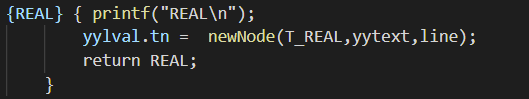 {REAL} { printf("REAL\n");
yylval.tn =  newNode(T_REAL,yytext,line);
return REAL;
}